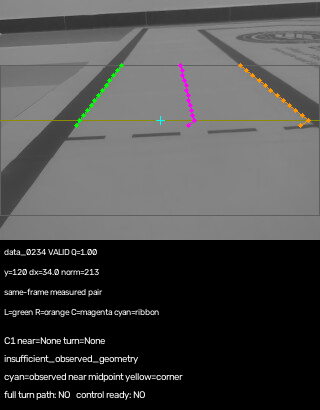 data_0234 VALID Q=1.00
y=120 dx=34.0 norm=213
same-frame measured pair
L=green R=orange C=magenta cyan=ribbon
C1 near=None turn=None
insufficient_observed_geometry
cyan=observed near midpoint yellow=corner
full turn path: NO control ready: NO